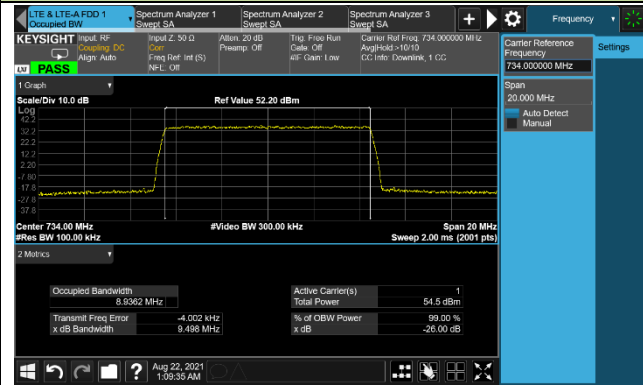 LTE & LTE-A FDD 1
Occupied BW
Spectrum Analyzer 1
Swept SA
Spectrum Analyzer 2
Swept SA
Spectrum Analyzer 3
Swept SA
Frequency
KEYSIGHT
Input: RF
Coupling: DC
Align: Auto
Input Z: 50 Ω
Corr
Freq Ref: Int (S)
NFE: Off
Atten: 20 dB
Preamp: Off
Trig: Free Run
Gate: Off
#IF Gain: Low
Carrier Ref Freq: 734.000000 MHz
Avg|Hold:>10/10
CC Info: Downlink, 1 CC
LXI
PASS
Carrier Reference
Frequency
734.000000 MHz
Settings
Span
20.000 MHz
Auto Detect
Manual
1 Graph
Scale/Div 10.0 dB
Ref Value 52.20 dBm
Log
42.2
32.2
22.2
12.2
2.20
-7.80
-17.8
-27.8
-37.8
Center 734.00 MHz
#Video BW 300.00 kHz
Span 20 MHz
#Res BW 100.00 kHz
Sweep 2.00 ms (2001 pts)
2 Metrics
Occupied Bandwidth
8.9362 MHz
Active Carrier(s) 1
Total Power 54.5 dBm
Transmit Freq Error -4.002 kHz
x dB Bandwidth 9.498 MHz
% of OBW Power 99.00 %
x dB -26.00 dB
?
Aug 22, 2021
1:09:35 AM